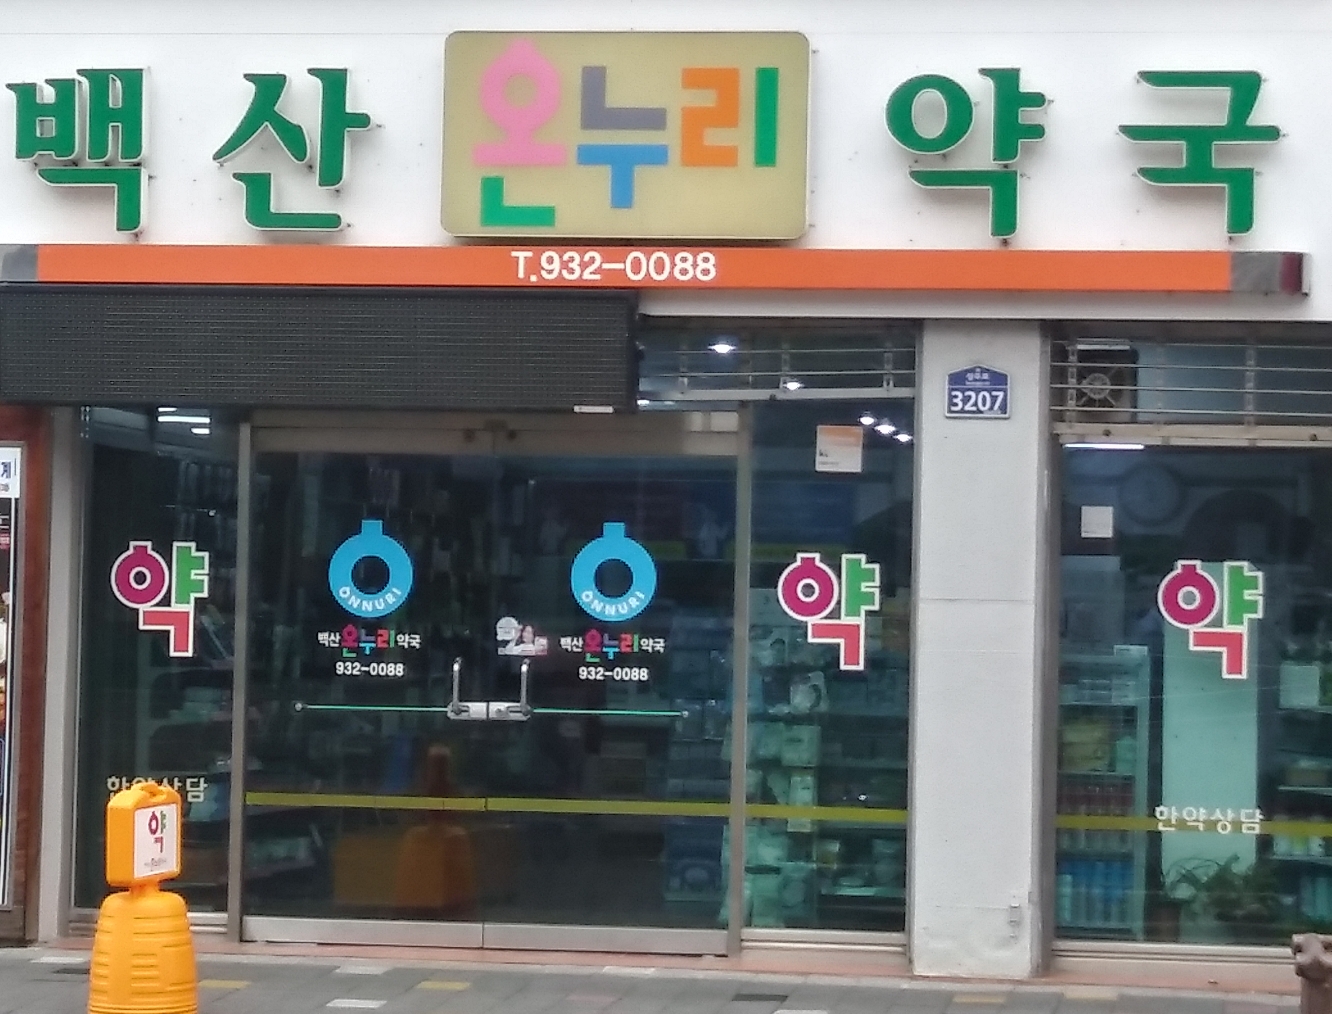 백산 온누리 약국
T.932-0088
3207
약
ONNURI
백산온누리약국
932-0088
ONNURI
백산온누리약국
932-0088
약
약
한약상담
한약상담
약
계